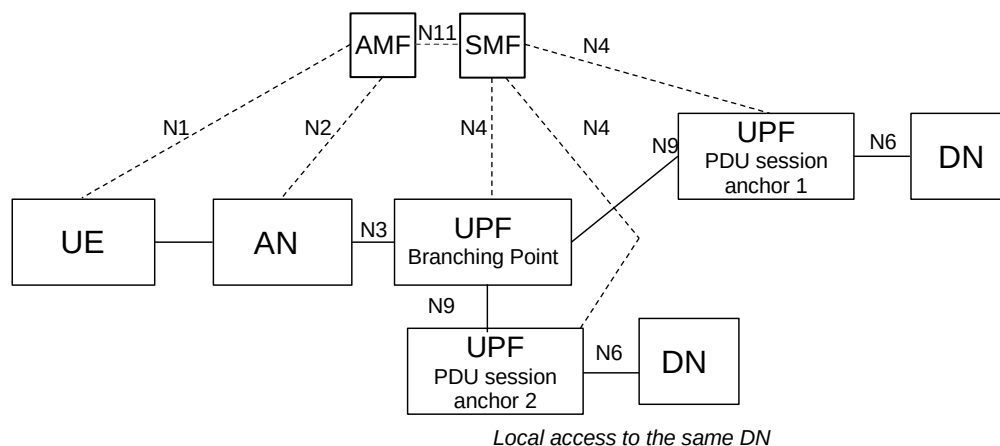 AMF
N11
SMF
N4
N1
N2
N4
N4
UPF
PDU session
anchor 1
N9
N6
DN
UE
AN
N3
UPF
Branching Point
N9
UPF
PDU session
anchor 2
N6
DN
Local access to the same DN